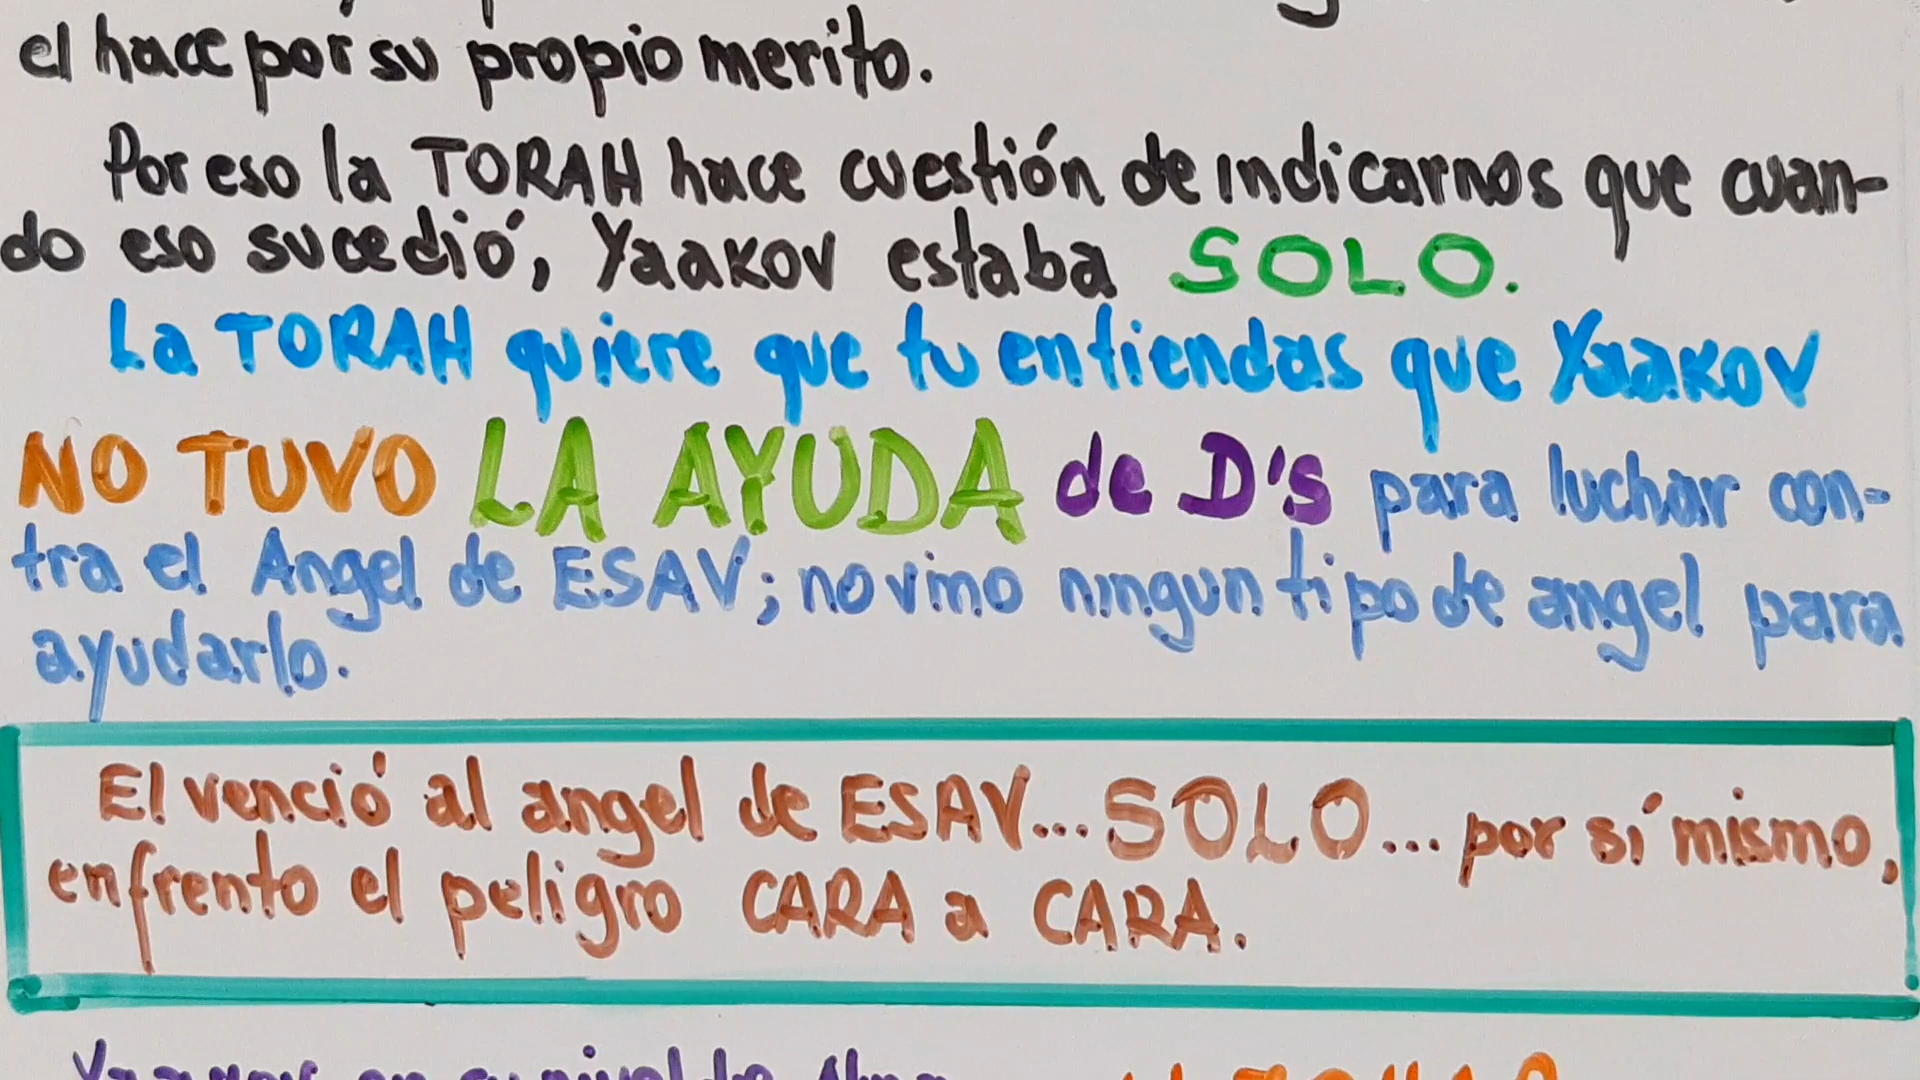 el hace por su propio merito.
Por eso la TORAH hace cuestión de indicarnos que cuan-
do eso sucedió, Yaakov estaba SOLO.
La TORAH quiere que tu entiendas que Yaakov
NO TUVO LA AYUDA de D's para luchar con-
tra el Angel de ESAV; no vino ningun tipo de angel para
ayudarlo.
El venció al angel de ESAV... SOLO... por sí mismo,
enfrento el peligro CARA a CARA.